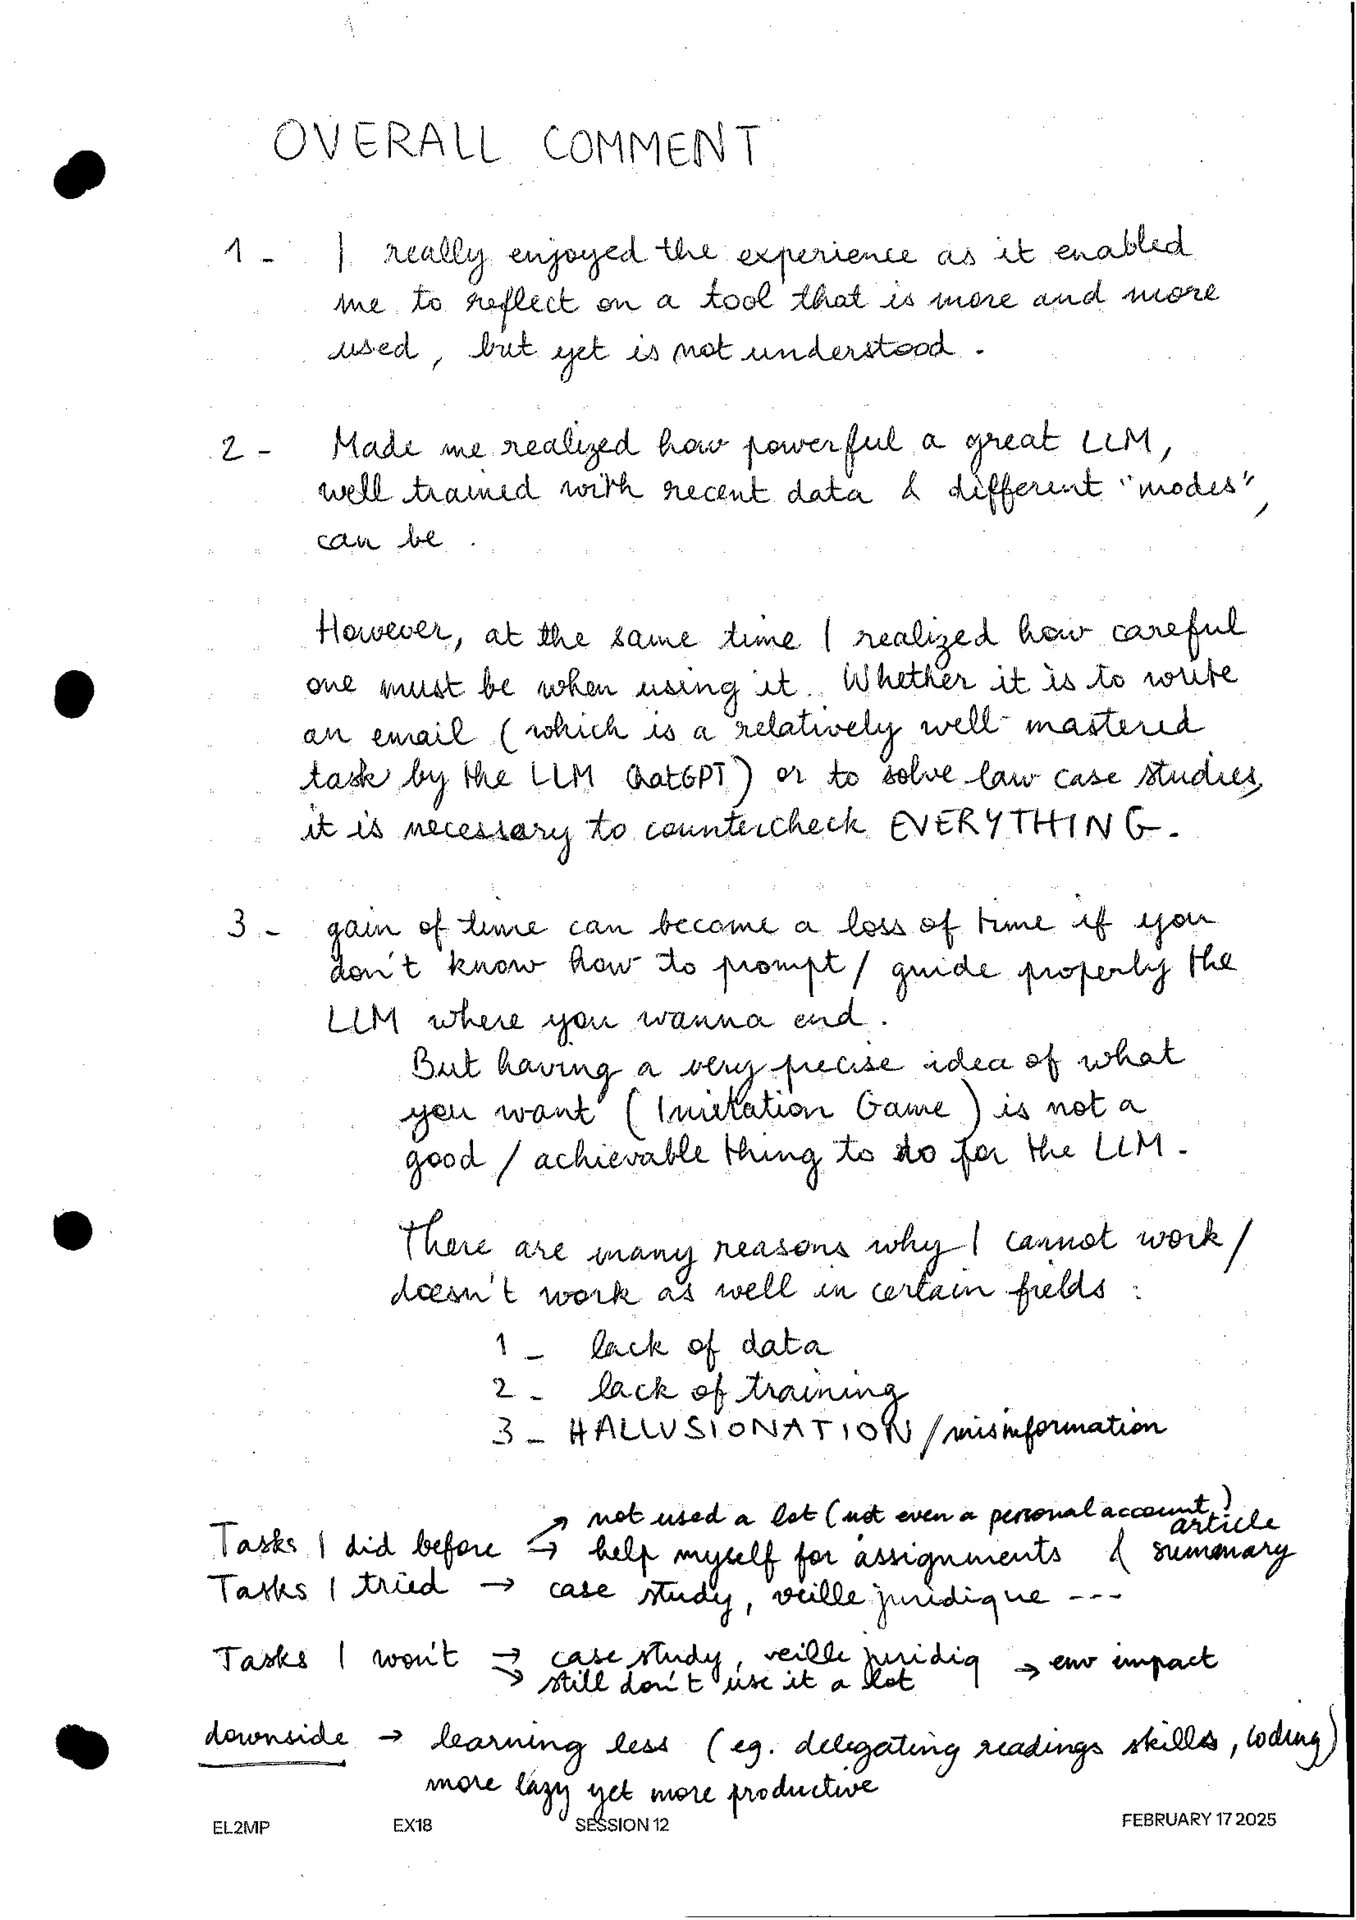 OVERALL COMMENT
1 - I really enjoyed the experience as it enabled
me to reflect on a tool that is more and more
used, but yet is not understood.
2 - Made me realized how powerful a great LLM,
well trained with recent data & different "modes",
can be.
However, at the same time I realized how careful
one must be when using it. Whether it is to write
an email (which is a relatively well mastered
task by the LLM ChatGPT) or to solve law case studies,
it is necessary to countercheck EVERYTHING.
3 - gain of time can become a loss of time if you
don't know how to prompt / guide properly the
LLM where you wanna end.
But having a very precise idea of what
you want (Imitation Game) is not a
good / achievable thing to do for the LLM.
There are many reasons why I cannot work /
doesn't work as well in certain fields :
1 - lack of data
2 - lack of training
3 - HALLUSIONATION / misinformation
Tasks I did before → not used a lot (not even a personal account)
→ help myself for assignments & article summary
Tasks I tried → case study, veille juridique ---
Tasks I won't → case study, veille juridiq → env impact
→ still don't use it a lot
downside → learning less (eg. delegating readings skills, coding)
more lazy yet more productive
EL2MP EX18 SESSION 12 FEBRUARY 17 2025